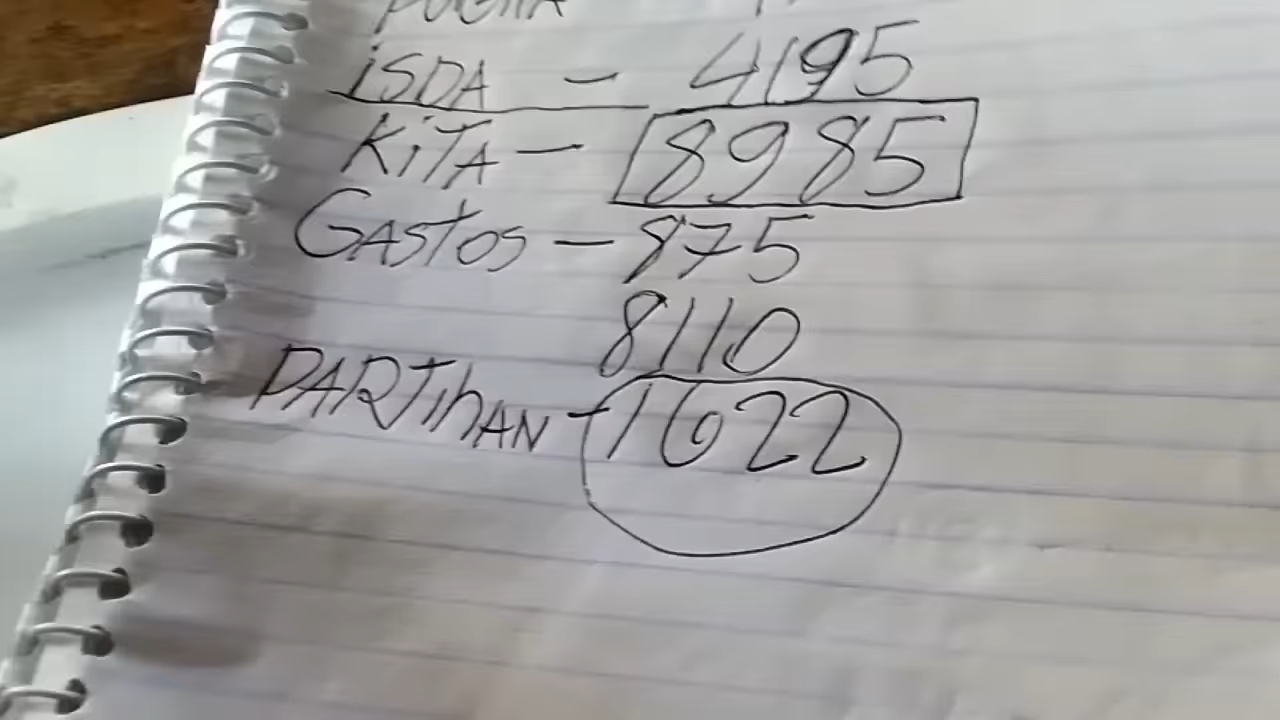 iSDA - 4195
KiTA - 8985
GAStOS - 875
8110
PARTihAN - 1622